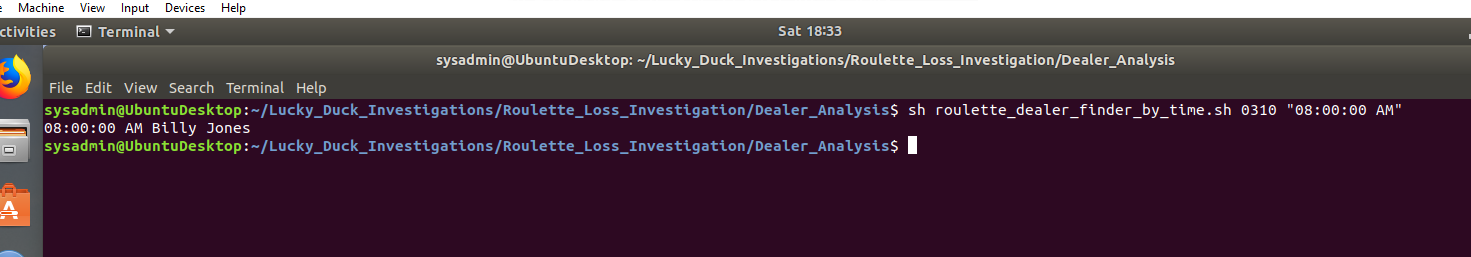 Machine View Input Devices Help
ctivities Terminal Sat 18:33
sysadmin@UbuntuDesktop: ~/Lucky_Duck_Investigations/Roulette_Loss_Investigation/Dealer_Analysis
File Edit View Search Terminal Help
sysadmin@UbuntuDesktop:~/Lucky_Duck_Investigations/Roulette_Loss_Investigation/Dealer_Analysis$ sh roulette_dealer_finder_by_time.sh 0310 "08:00:00 AM"
08:00:00 AM Billy Jones
sysadmin@UbuntuDesktop:~/Lucky_Duck_Investigations/Roulette_Loss_Investigation/Dealer_Analysis$